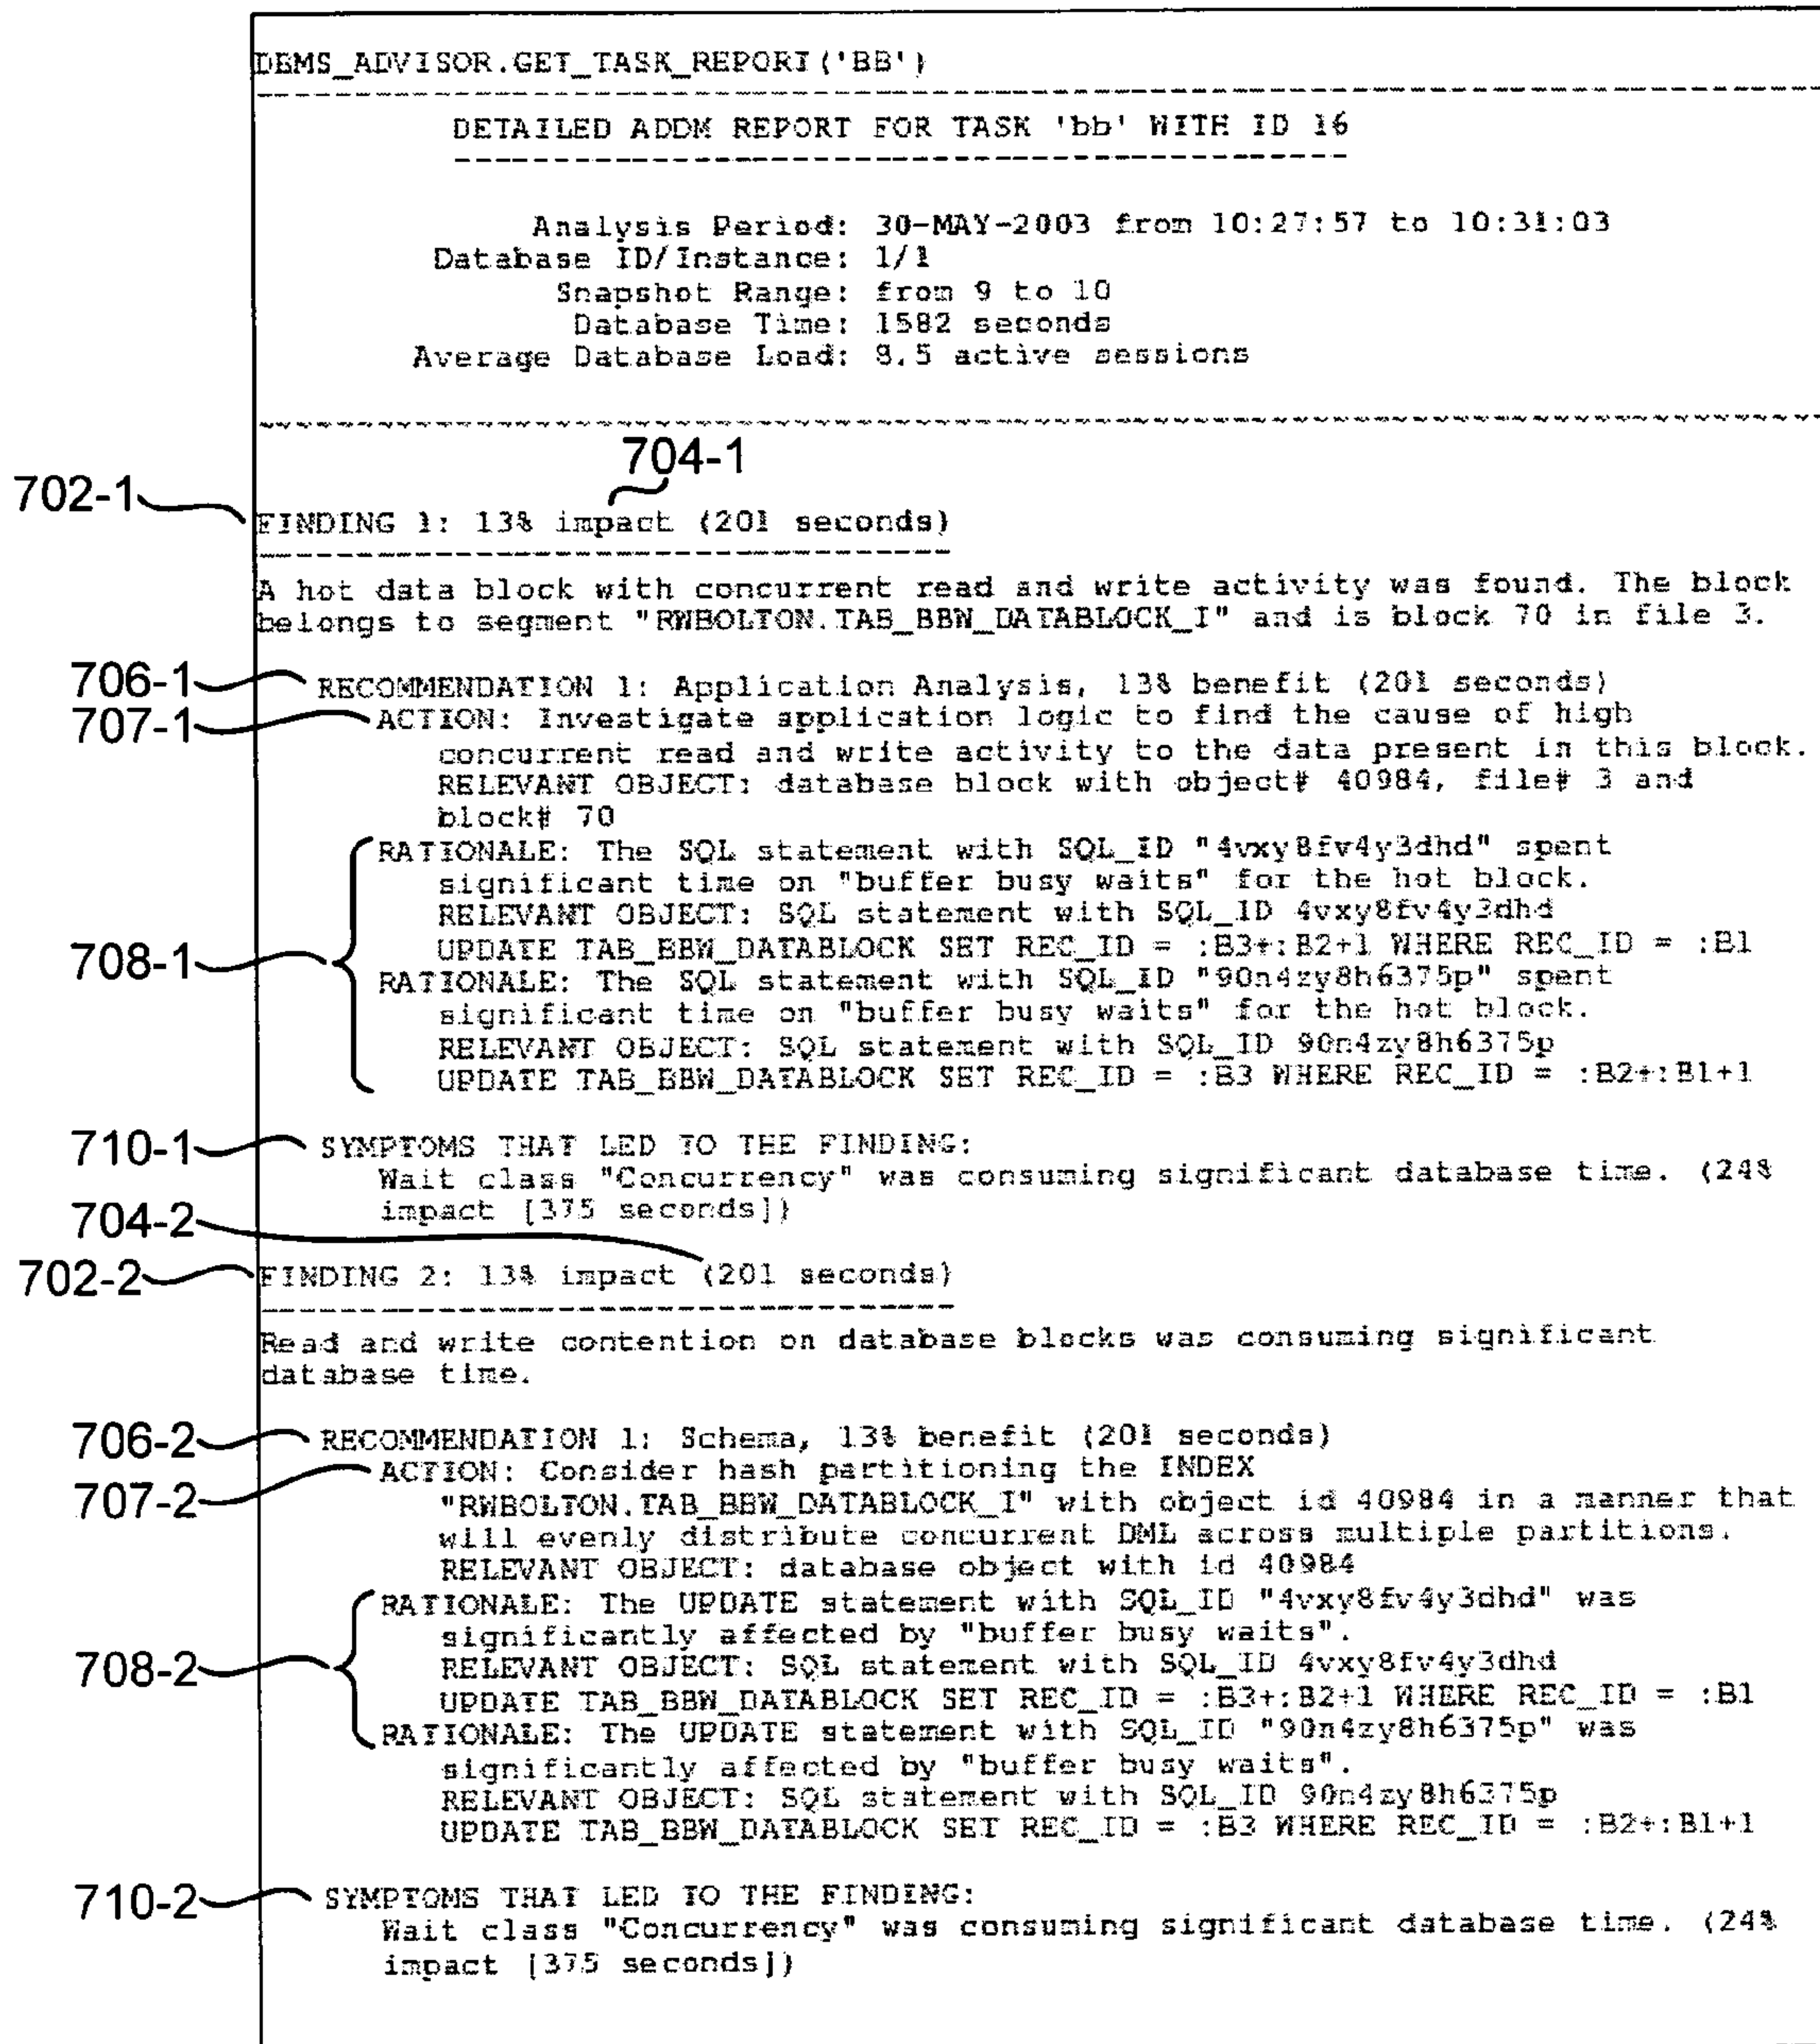 DBMS_ADVISOR.GET_TASK_REPORT('BB')
DETAILED ADDM REPORT FOR TASK 'bb' WITH ID 16
Analysis Period: 30-MAY-2003 from 10:27:57 to 10:31:03
Database ID/Instance: 1/1
Snapshot Range: from 9 to 10
Database Time: 1582 seconds
Average Database Load: 8.5 active sessions
704-1
702-1
FINDING 1: 13% impact (201 seconds)
A hot data block with concurrent read and write activity was found. The block
belongs to segment "RWBOLTON.TAB_BBW_DATABLOCK_I" and is block 70 in file 3.
706-1 RECOMMENDATION 1: Application Analysis, 13% benefit (201 seconds)
707-1 ACTION: Investigate application logic to find the cause of high
concurrent read and write activity to the data present in this block.
RELEVANT OBJECT: database block with object# 40984, file# 3 and
block# 70
RATIONALE: The SQL statement with SQL_ID "4vxy8fv4y3dhd" spent
significant time on "buffer busy waits" for the hot block.
RELEVANT OBJECT: SQL statement with SQL_ID 4vxy8fv4y3dhd
708-1 UPDATE TAB_BBW_DATABLOCK SET REC_ID = :B3+:B2+1 WHERE REC_ID = :B1
RATIONALE: The SQL statement with SQL_ID "90n4zy8h6375p" spent
significant time on "buffer busy waits" for the hot block.
RELEVANT OBJECT: SQL statement with SQL_ID 90n4zy8h6375p
UPDATE TAB_BBW_DATABLOCK SET REC_ID = :B3 WHERE REC_ID = :B2+:B1+1
710-1 SYMPTOMS THAT LED TO THE FINDING:
Wait class "Concurrency" was consuming significant database time. (24%
impact [375 seconds])
704-2
702-2 FINDING 2: 13% impact (201 seconds)
Read and write contention on database blocks was consuming significant
database time.
706-2 RECOMMENDATION 1: Schema, 13% benefit (201 seconds)
ACTION: Consider hash partitioning the INDEX
707-2 "RWBOLTON.TAB_BBW_DATABLOCK_I" with object id 40984 in a manner that
will evenly distribute concurrent DML across multiple partitions.
RELEVANT OBJECT: database object with id 40984
RATIONALE: The UPDATE statement with SQL_ID "4vxy8fv4y3dhd" was
significantly affected by "buffer busy waits".
708-2 RELEVANT OBJECT: SQL statement with SQL_ID 4vxy8fv4y3dhd
UPDATE TAB_BBW_DATABLOCK SET REC_ID = :B3+:B2+1 WHERE REC_ID = :B1
RATIONALE: The UPDATE statement with SQL_ID "90n4zy8h6375p" was
significantly affected by "buffer busy waits".
RELEVANT OBJECT: SQL statement with SQL_ID 90n4zy8h6375p
UPDATE TAB_BBW_DATABLOCK SET REC_ID = :B3 WHERE REC_ID = :B2+:B1+1
710-2 SYMPTOMS THAT LED TO THE FINDING:
Wait class "Concurrency" was consuming significant database time. (24%
impact [375 seconds])